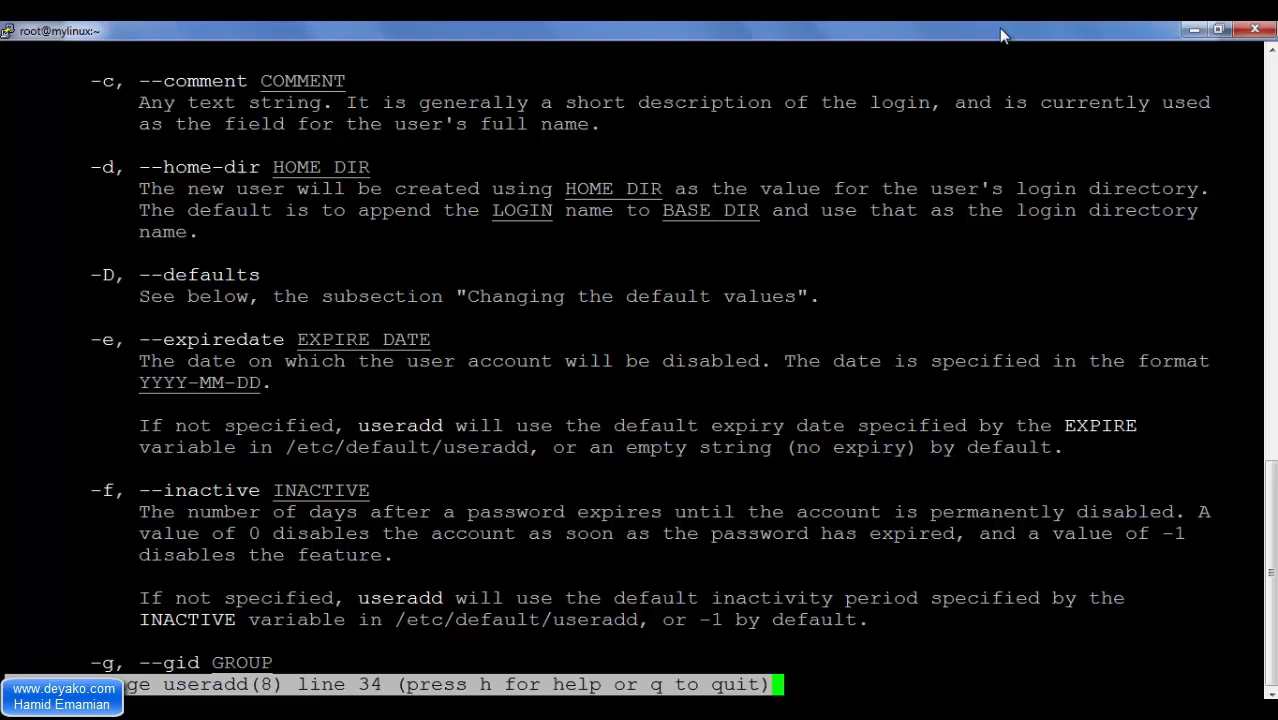 root@mylinux:~
-c, --comment COMMENT
Any text string. It is generally a short description of the login, and is currently used
as the field for the user's full name.
-d, --home-dir HOME_DIR
The new user will be created using HOME_DIR as the value for the user's login directory.
The default is to append the LOGIN name to BASE_DIR and use that as the login directory
name.
-D, --defaults
See below, the subsection "Changing the default values".
-e, --expiredate EXPIRE_DATE
The date on which the user account will be disabled. The date is specified in the format
YYYY-MM-DD.
If not specified, useradd will use the default expiry date specified by the EXPIRE
variable in /etc/default/useradd, or an empty string (no expiry) by default.
-f, --inactive INACTIVE
The number of days after a password expires until the account is permanently disabled. A
value of 0 disables the account as soon as the password has expired, and a value of -1
disables the feature.
If not specified, useradd will use the default inactivity period specified by the
INACTIVE variable in /etc/default/useradd, or -1 by default.
-g, --gid GROUP
ge useradd(8) line 34 (press h for help or q to quit)
www.deyako.com
Hamid Emamian